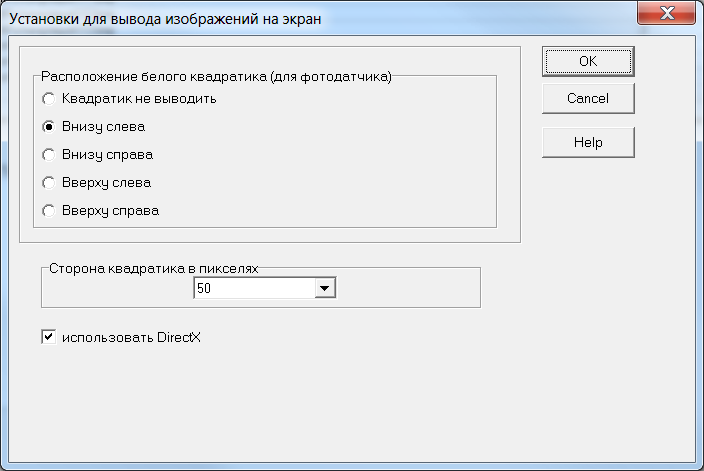 Установки для вывода изображений на экран
Расположение белого квадратика (для фотодатчика)
Квадратик не выводить
Внизу слева
Внизу справа
Вверху слева
Вверху справа
Сторона квадратика в пикселях
50
использовать DirectX
OK
Cancel
Help